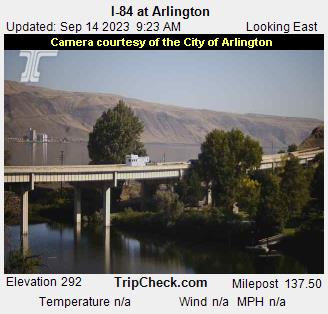 I-84 at Arlington
Updated: Sep 14 2023 9:23 AM Looking East
Camera courtesy of the City of Arlington
Elevation 292 TripCheck.com Milepost 137.50
Temperature n/a Wind n/a MPH n/a